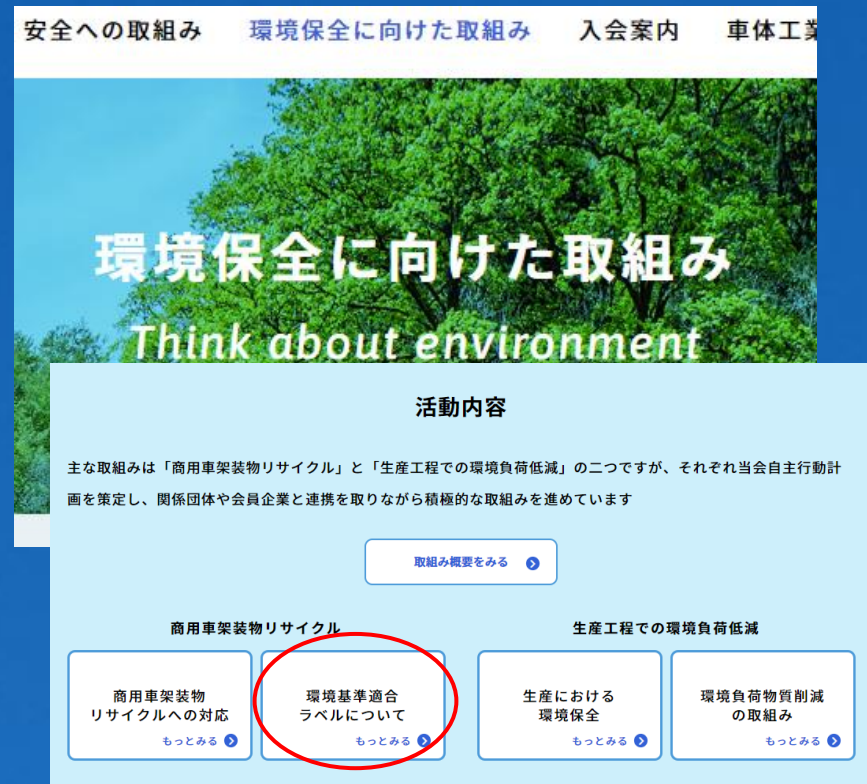 安全への取組み 環境保全に向けた取組み 入会案内 車体工業
環境保全に向けた取組み
Think about environment
活動内容
主な取組みは「商用車架装物リサイクル」と「生産工程での環境負荷低減」の二つですが、それぞれ当会自主行動計
画を策定し、関係団体や会員企業と連携を取りながら積極的な取組みを進めています
取組み概要をみる
商用車架装物リサイクル 生産工程での環境負荷低減
商用車架装物
リサイクルへの対応
もっとみる
環境基準適合
ラベルについて
もっとみる
生産における
環境保全
もっとみる
環境負荷物質削減
の取組み
もっとみる